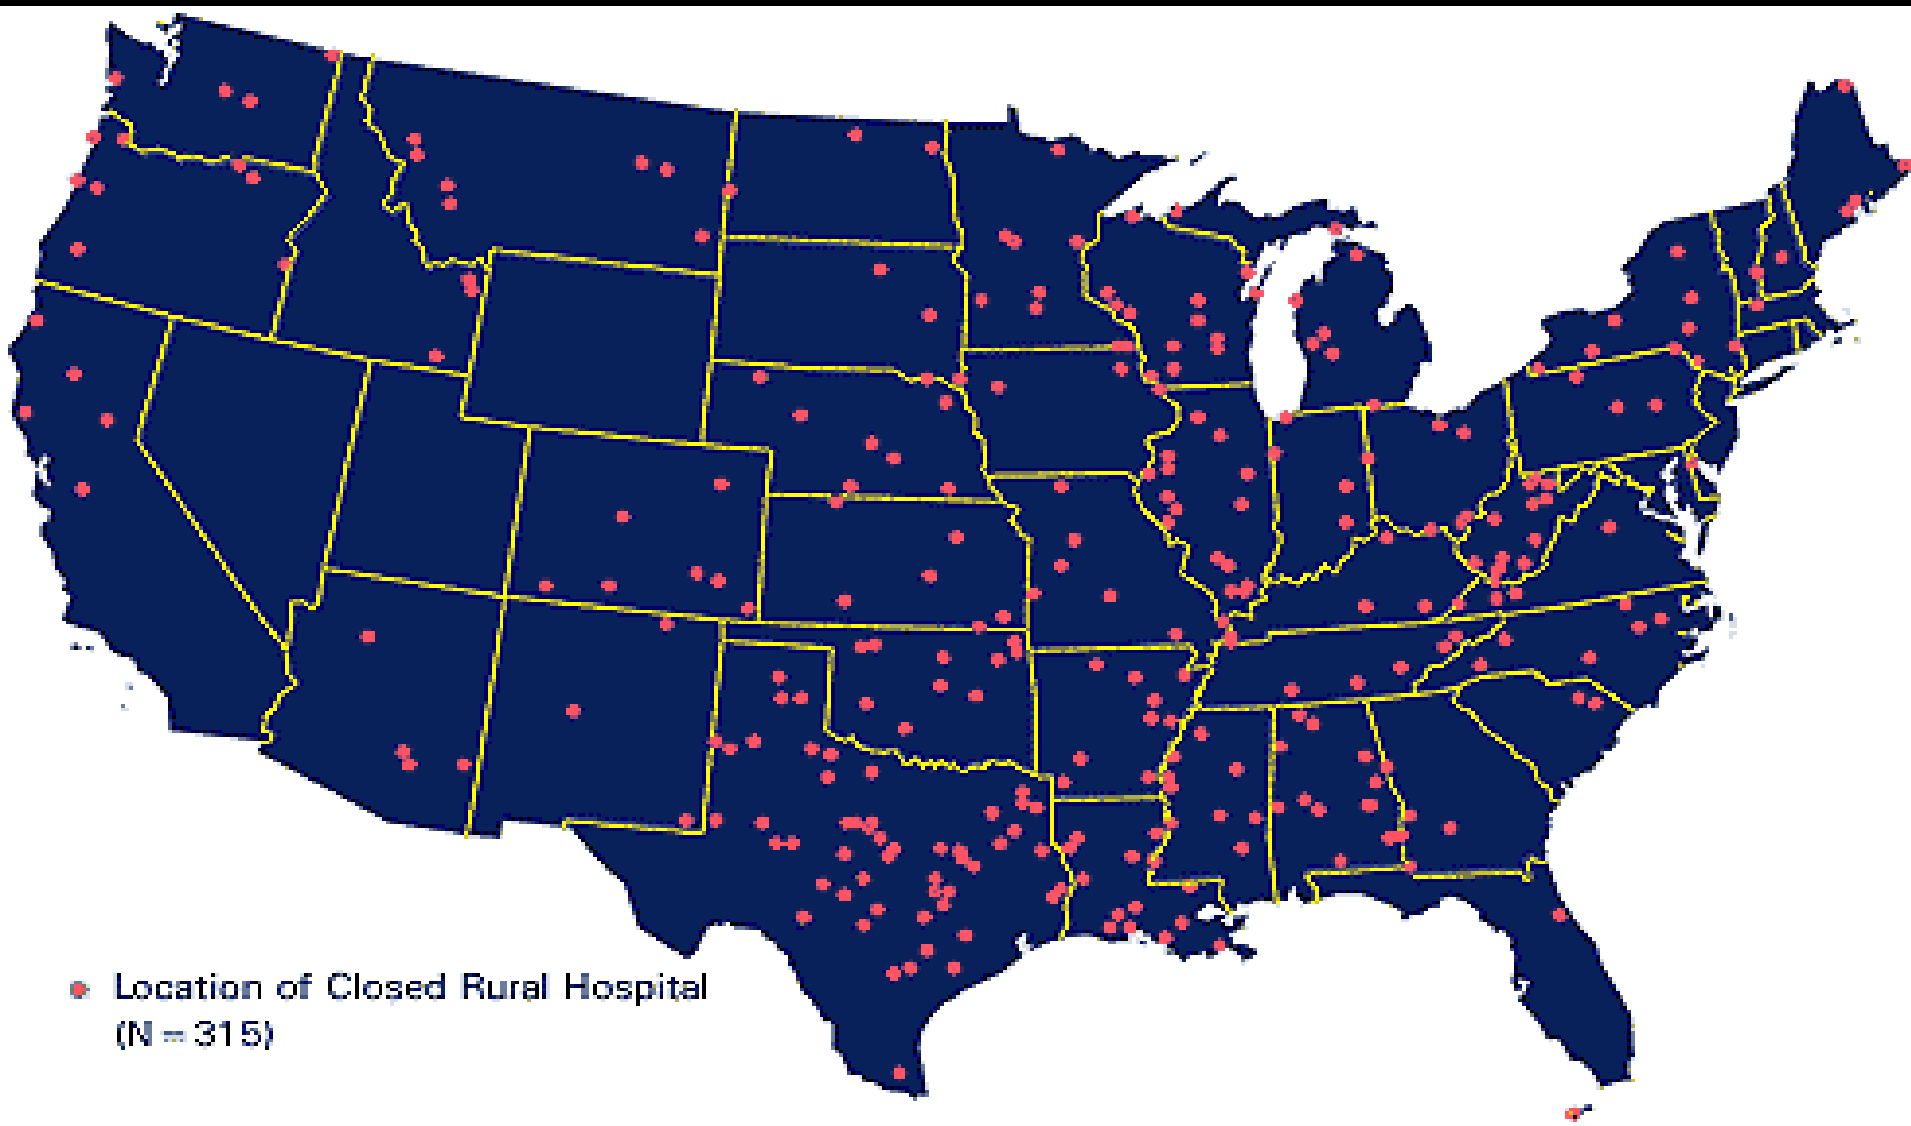 Location of Closed Rural Hospital
(N = 315)